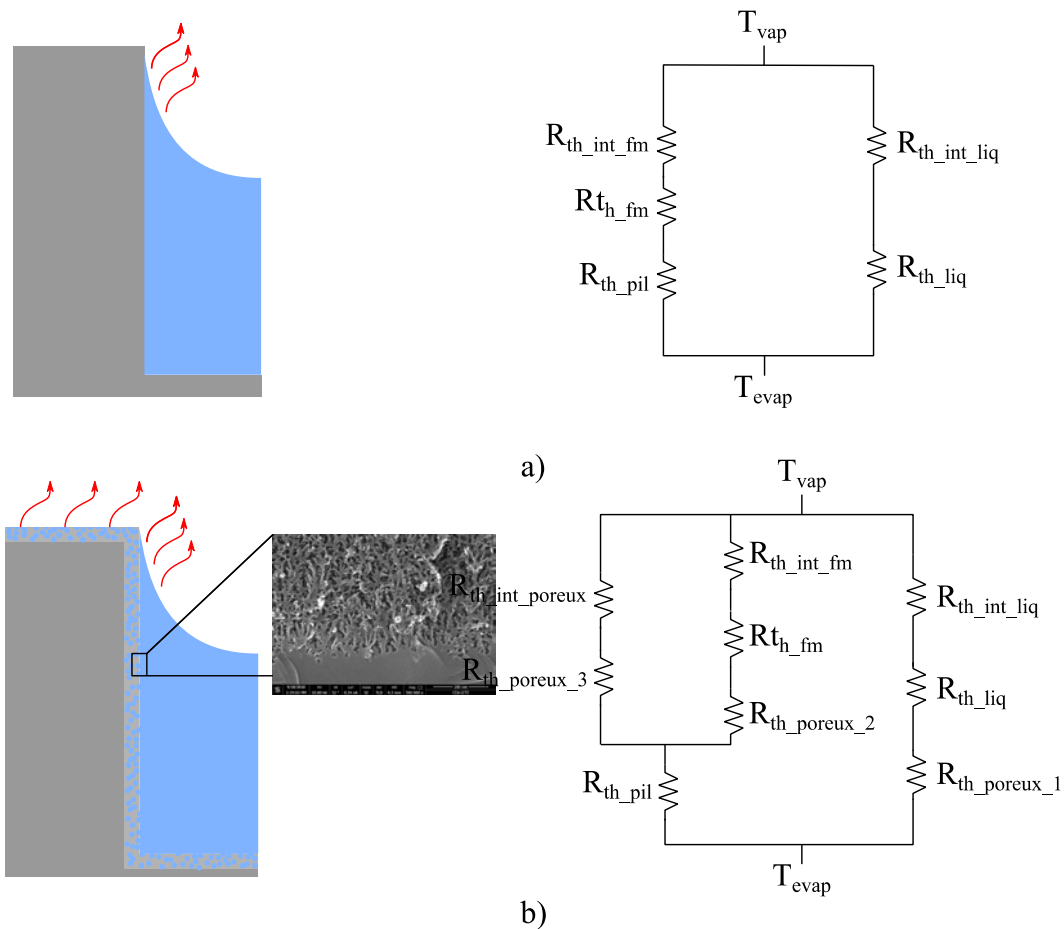 T_vap
R_th_int_fm
R_th_int_liq
Rt_h_fm
R_th_pil
R_th_liq
T_evap
a)
T_vap
R_th_int_poreux
R_th_int_fm
R_th_int_liq
Rt_h_fm
R_th_poreux_3
R_th_liq
R_th_poreux_2
R_th_pil
R_th_poreux_1
T_evap
b)